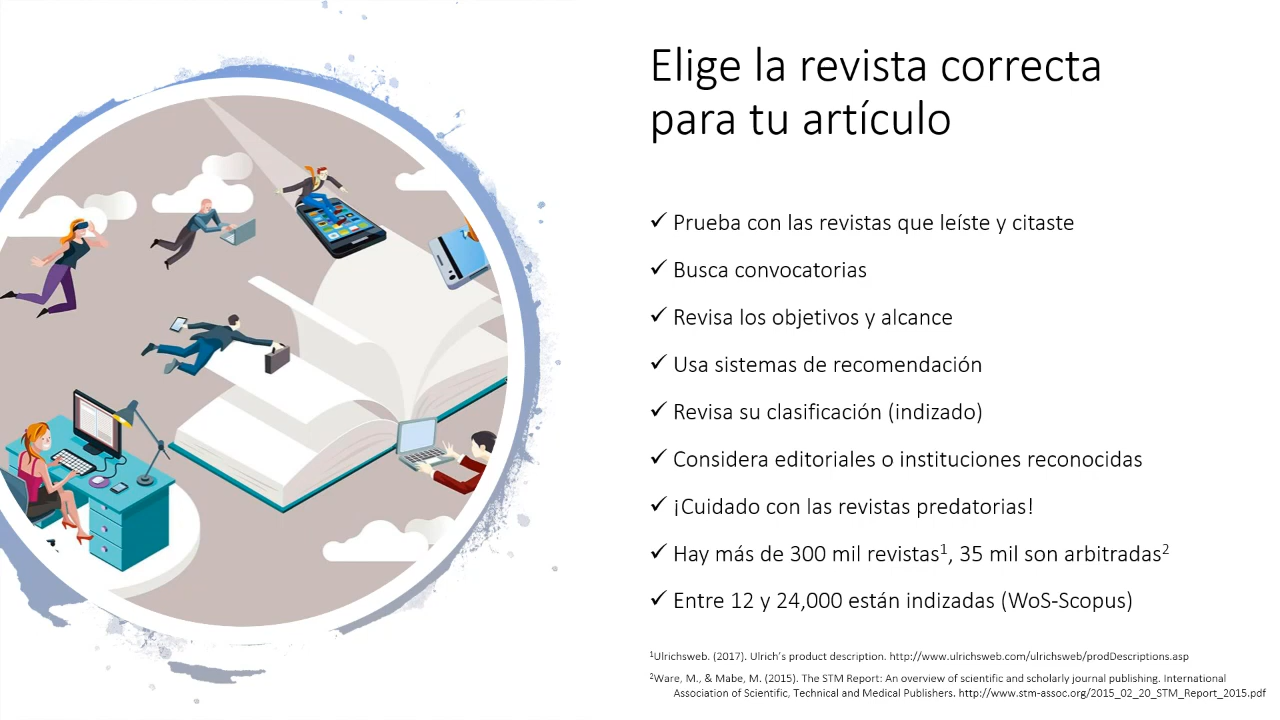 Elige la revista correcta
para tu artículo
✓ Prueba con las revistas que leíste y citaste
✓ Busca convocatorias
✓ Revisa los objetivos y alcance
✓ Usa sistemas de recomendación
✓ Revisa su clasificación (indizado)
✓ Considera editoriales o instituciones reconocidas
✓ ¡Cuidado con las revistas predatorias!
✓ Hay más de 300 mil revistas¹, 35 mil son arbitradas²
✓ Entre 12 y 24,000 están indizadas (WoS-Scopus)
¹Ulrichsweb. (2017). Ulrich's product description. http://www.ulrichsweb.com/ulrichsweb/prodDescriptions.asp
²Ware, M., & Mabe, M. (2015). The STM Report: An overview of scientific and scholarly journal publishing. International
Association of Scientific, Technical and Medical Publishers. http://www.stm-assoc.org/2015_02_20_STM_Report_2015.pdf